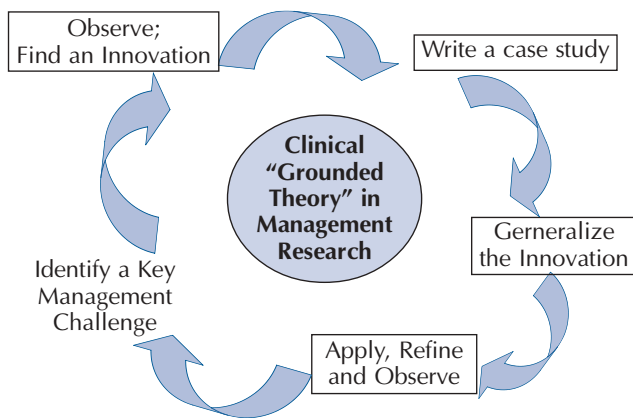 Observe;
Find an Innovation
Write a case study
Clinical
“Grounded
Theory” in
Management
Research
Gerneralize
the Innovation
Identify a Key
Management
Challenge
Apply, Refine
and Observe